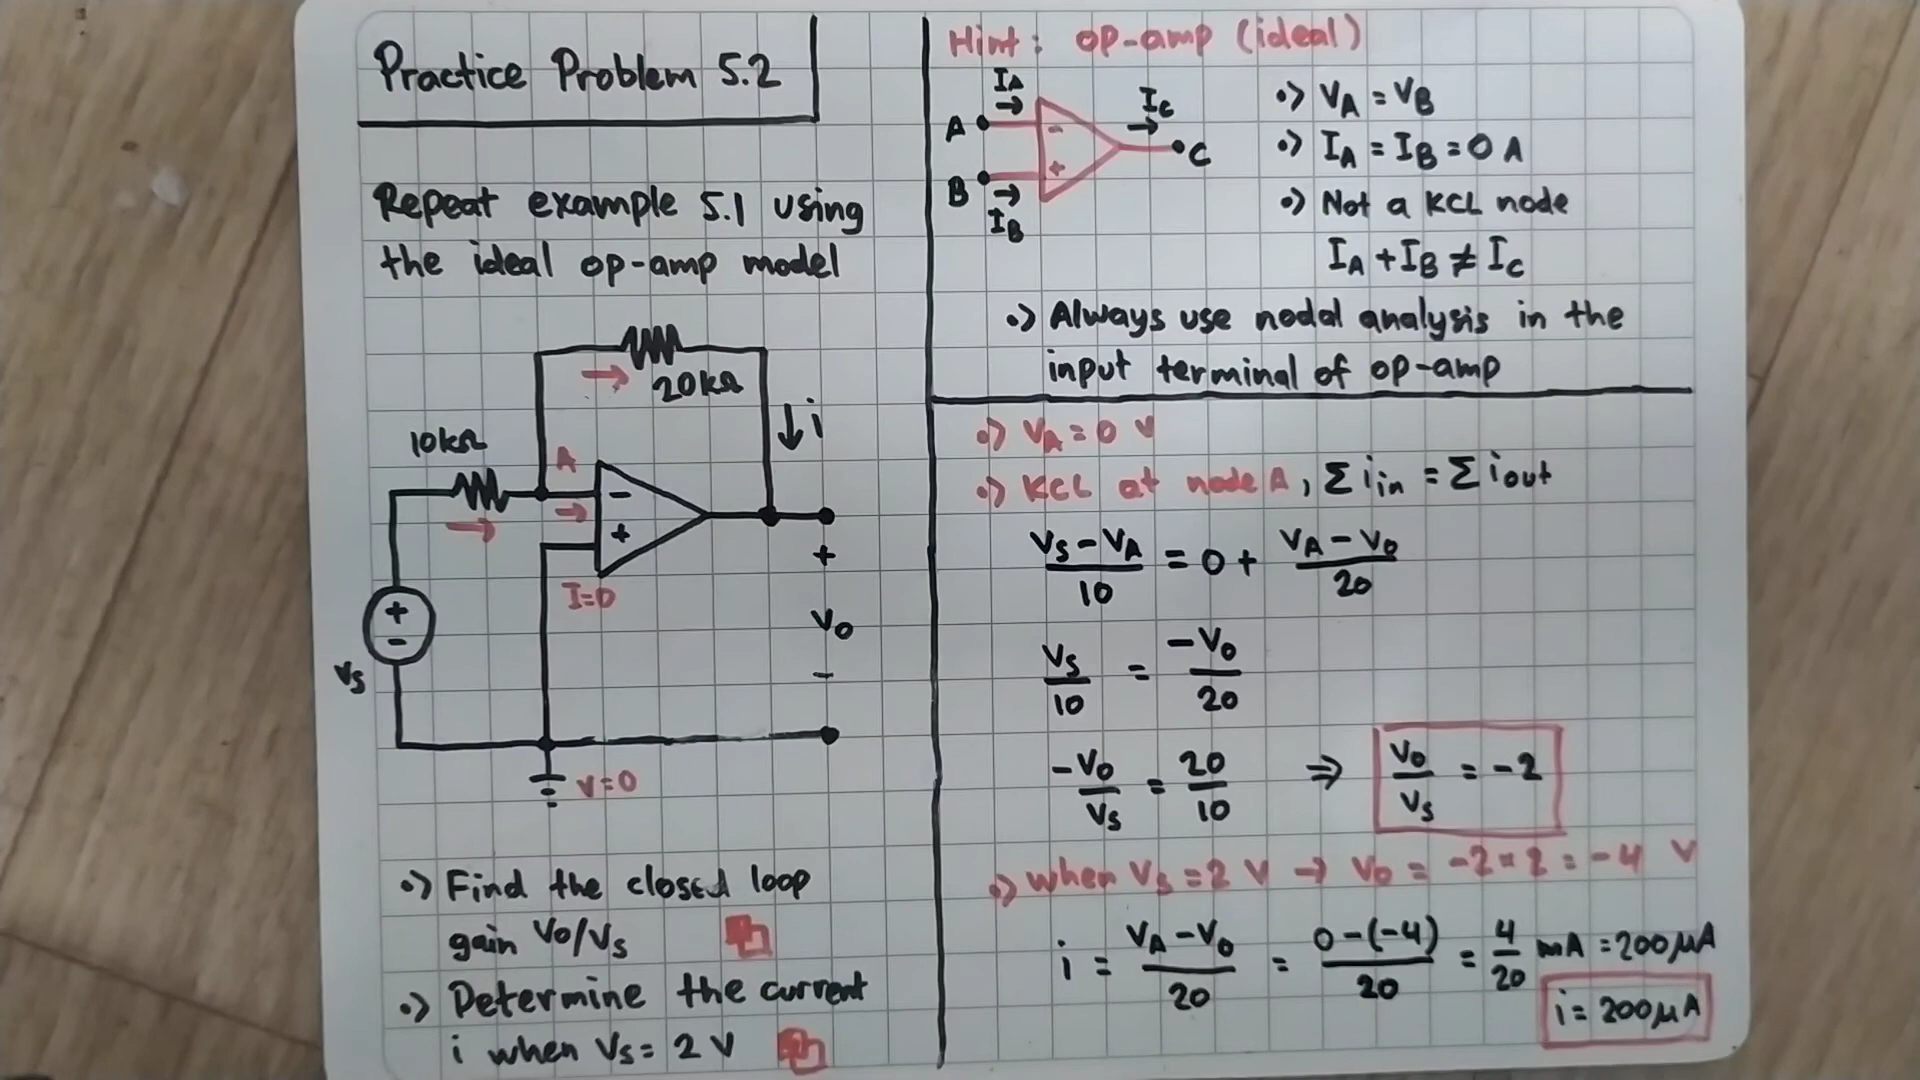 Practice Problem 5.2
Repeat example 5.1 using
the ideal op-amp model
20kΩ
↓ i
10kΩ
A
-
+
I=0
+
Vo
-
+
-
Vs
V=0
·) Find the closed loop
gain Vo/Vs
·) Determine the current
i when Vs = 2 V
Hint: op-amp (ideal)
IA
A
-
+
B
IB
Ic
C
·) VA = VB
·) IA = IB = 0 A
·) Not a KCL node
IA + IB ≠ Ic
·) Always use nodal analysis in the
input terminal of op-amp
·) VA = 0 V
·) KCL at node A, Σ iin = Σ iout
(Vs - VA)/10 = 0 + (VA - Vo)/20
Vs/10 = -Vo/20
-Vo/Vs = 20/10 ⇒ Vo/Vs = -2
·) when Vs = 2 V → Vo = -2 × 2 = -4 V
i = (VA - Vo)/20 = (0-(-4))/20 = 4/20 mA = 200 μA
i = 200 μA